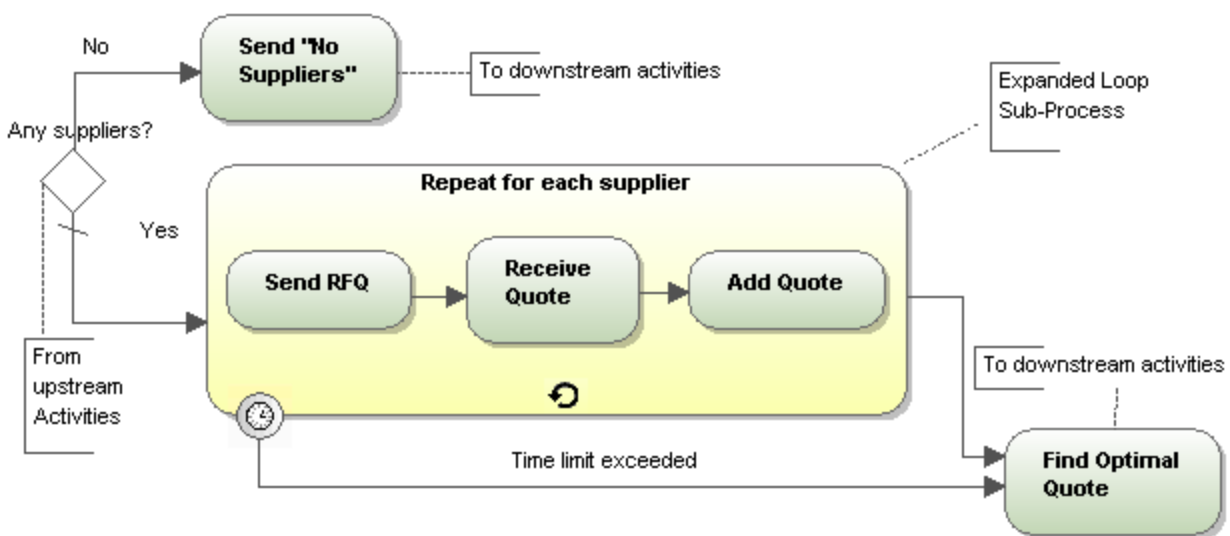 No
Send "No
Suppliers"
To downstream activities
Expanded Loop
Sub-Process
Any suppliers?
Repeat for each supplier
Yes
Send RFQ
Receive
Quote
Add Quote
From
upstream
Activities
To downstream activities
Time limit exceeded
Find Optimal
Quote